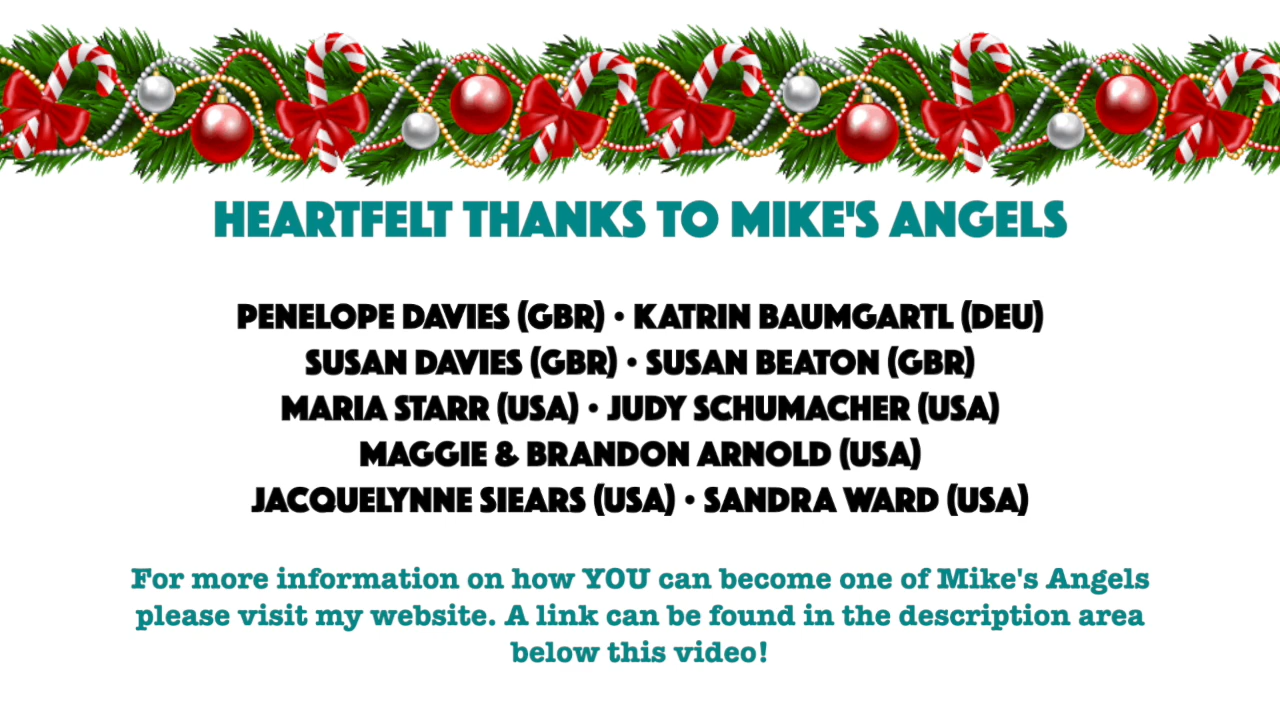 HEARTFELT THANKS TO MIKE'S ANGELS
PENELOPE DAVIES (GBR) • KATRIN BAUMGARTL (DEU)
SUSAN DAVIES (GBR) • SUSAN BEATON (GBR)
MARIA STARR (USA) • JUDY SCHUMACHER (USA)
MAGGIE & BRANDON ARNOLD (USA)
JACQUELYNNE SIEARS (USA) • SANDRA WARD (USA)
For more information on how YOU can become one of Mike's Angels
please visit my website. A link can be found in the description area
below this video!